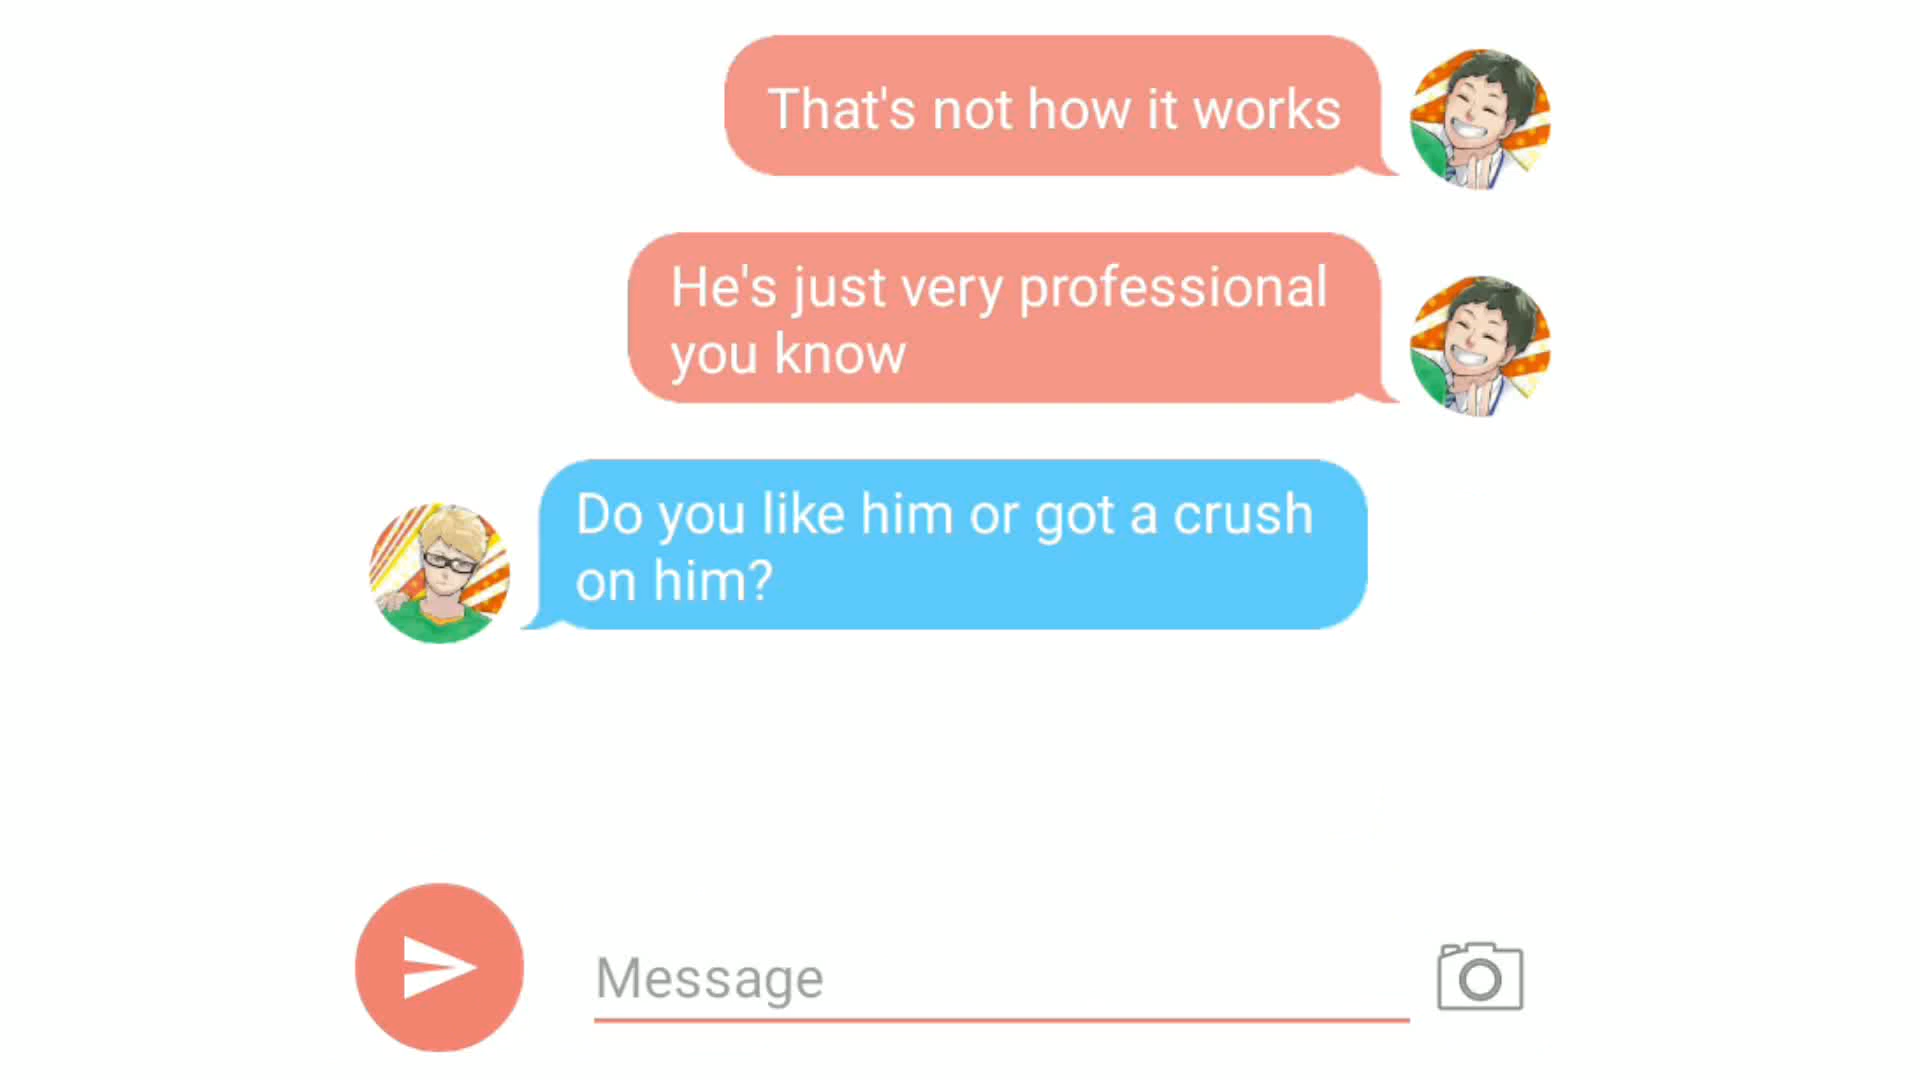 That's not how it works
He's just very professional
you know
Do you like him or got a crush
on him?
Message